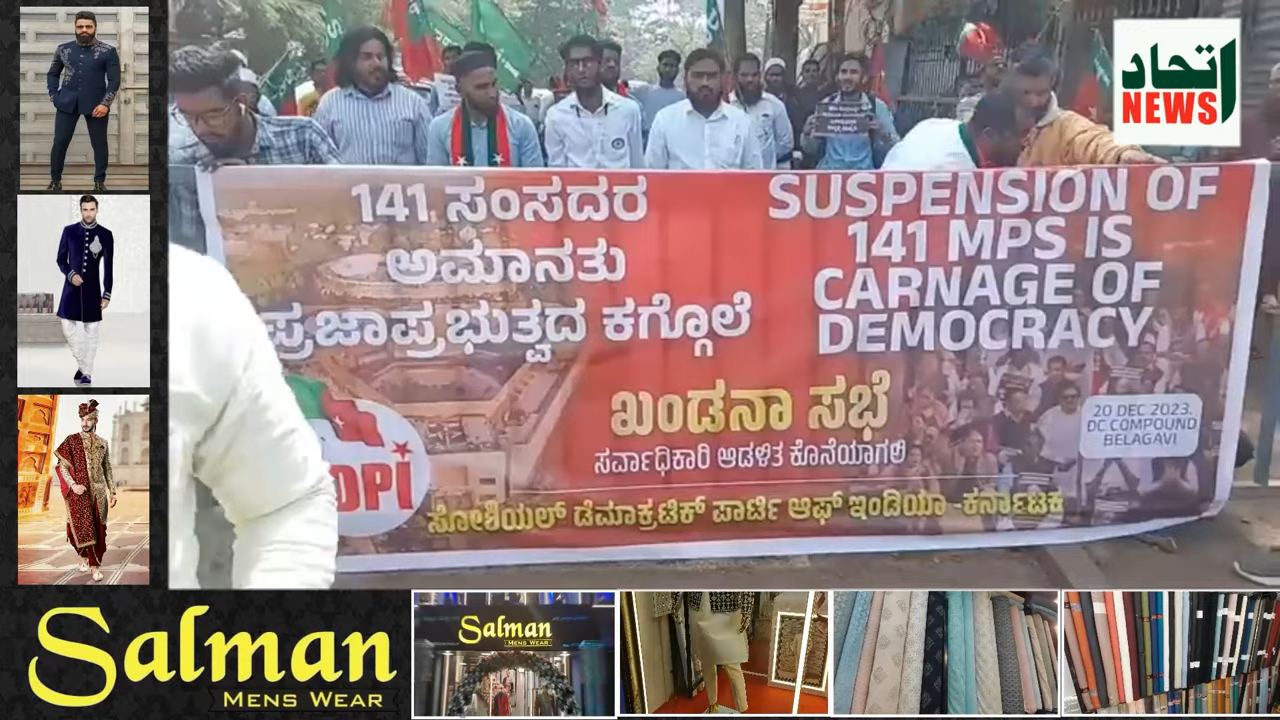 اتحاد
NEWS
141 ಸಂಸದರ
ಅಮಾನತು
ಪ್ರಜಾಪ್ರಭುತ್ವದ ಕಗ್ಗೊಲೆ
SUSPENSION OF
141 MPS IS
CARNAGE OF
DEMOCRACY
ಖಂಡನಾ ಸಭೆ
ಸರ್ವಾಧಿಕಾರಿ ಆಡಳಿತ ಕೊನೆಯಾಗಲಿ
20 DEC 2023.
DC COMPOUND
BELAGAVI
DPI
ಸೋಶಿಯಲ್ ಡೆಮಾಕ್ರಟಿಕ್ ಪಾರ್ಟಿ ಆಫ್ ಇಂಡಿಯಾ -ಕರ್ನಾಟಕ
Salman
MENS WEAR
Salman
MENS WEAR